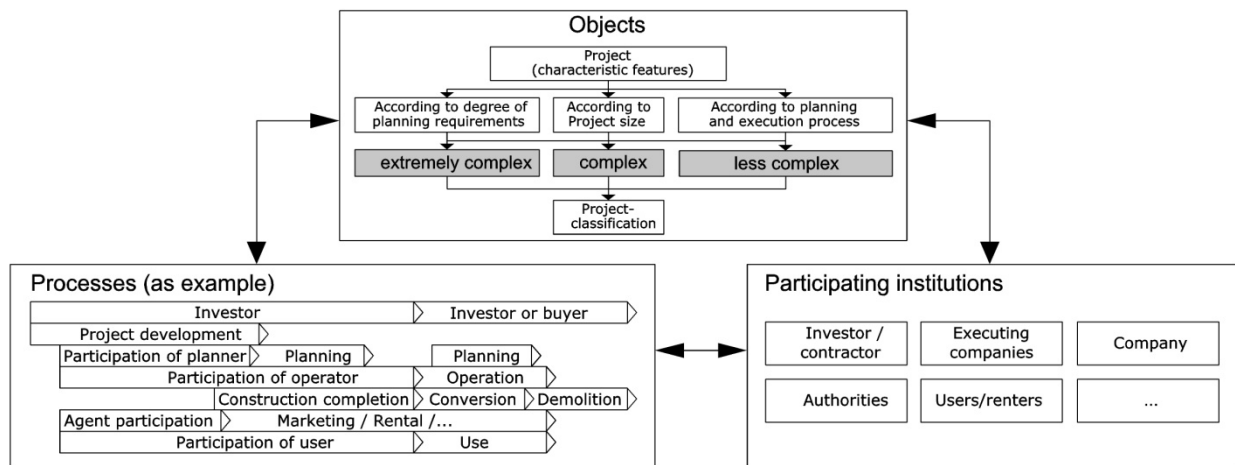 Objects
Project
(characteristic features)
According to degree of
planning requirements
According to
Project size
According to planning
and execution process
extremely complex
complex
less complex
Project-
classification
Processes (as example)
Investor
Investor or buyer
Project development
Participation of planner
Planning
Planning
Participation of operator
Operation
Construction completion
Conversion
Demolition
Agent participation
Marketing / Rental /...
Participation of user
Use
Participating institutions
Investor /
contractor
Executing
companies
Company
Authorities
Users/renters
...